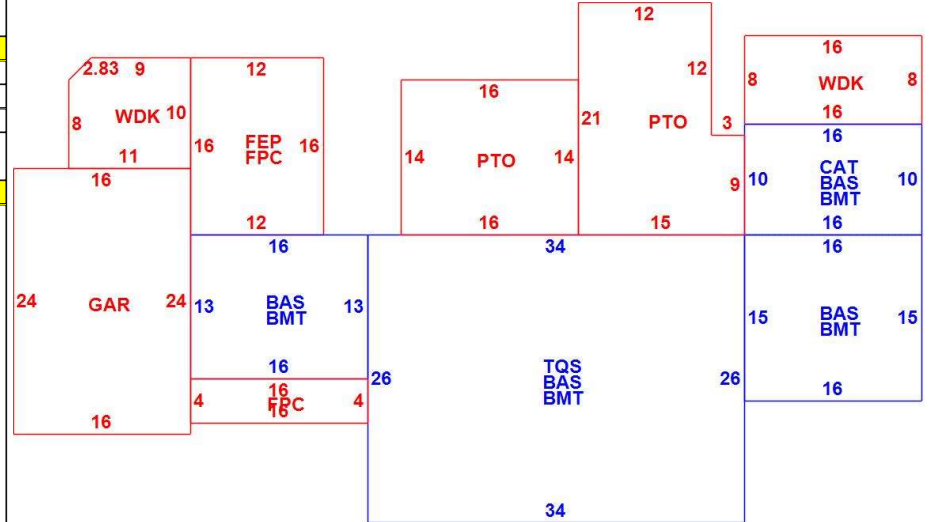 12
2.83 9
12
16
8 8
WDK 10
12
WDK
16
16
8
16 FEP 16
FPC
14 PTO 14
21 PTO
3
16
11
16
10 CAT 10
BAS
BMT
9
12
16
15
16
16
34
16
24 GAR 24
13 BAS 13
BMT
15 BAS 15
BMT
16
26 TQS 26
BAS
BMT
16
16
4 FPC 4
16
16
34